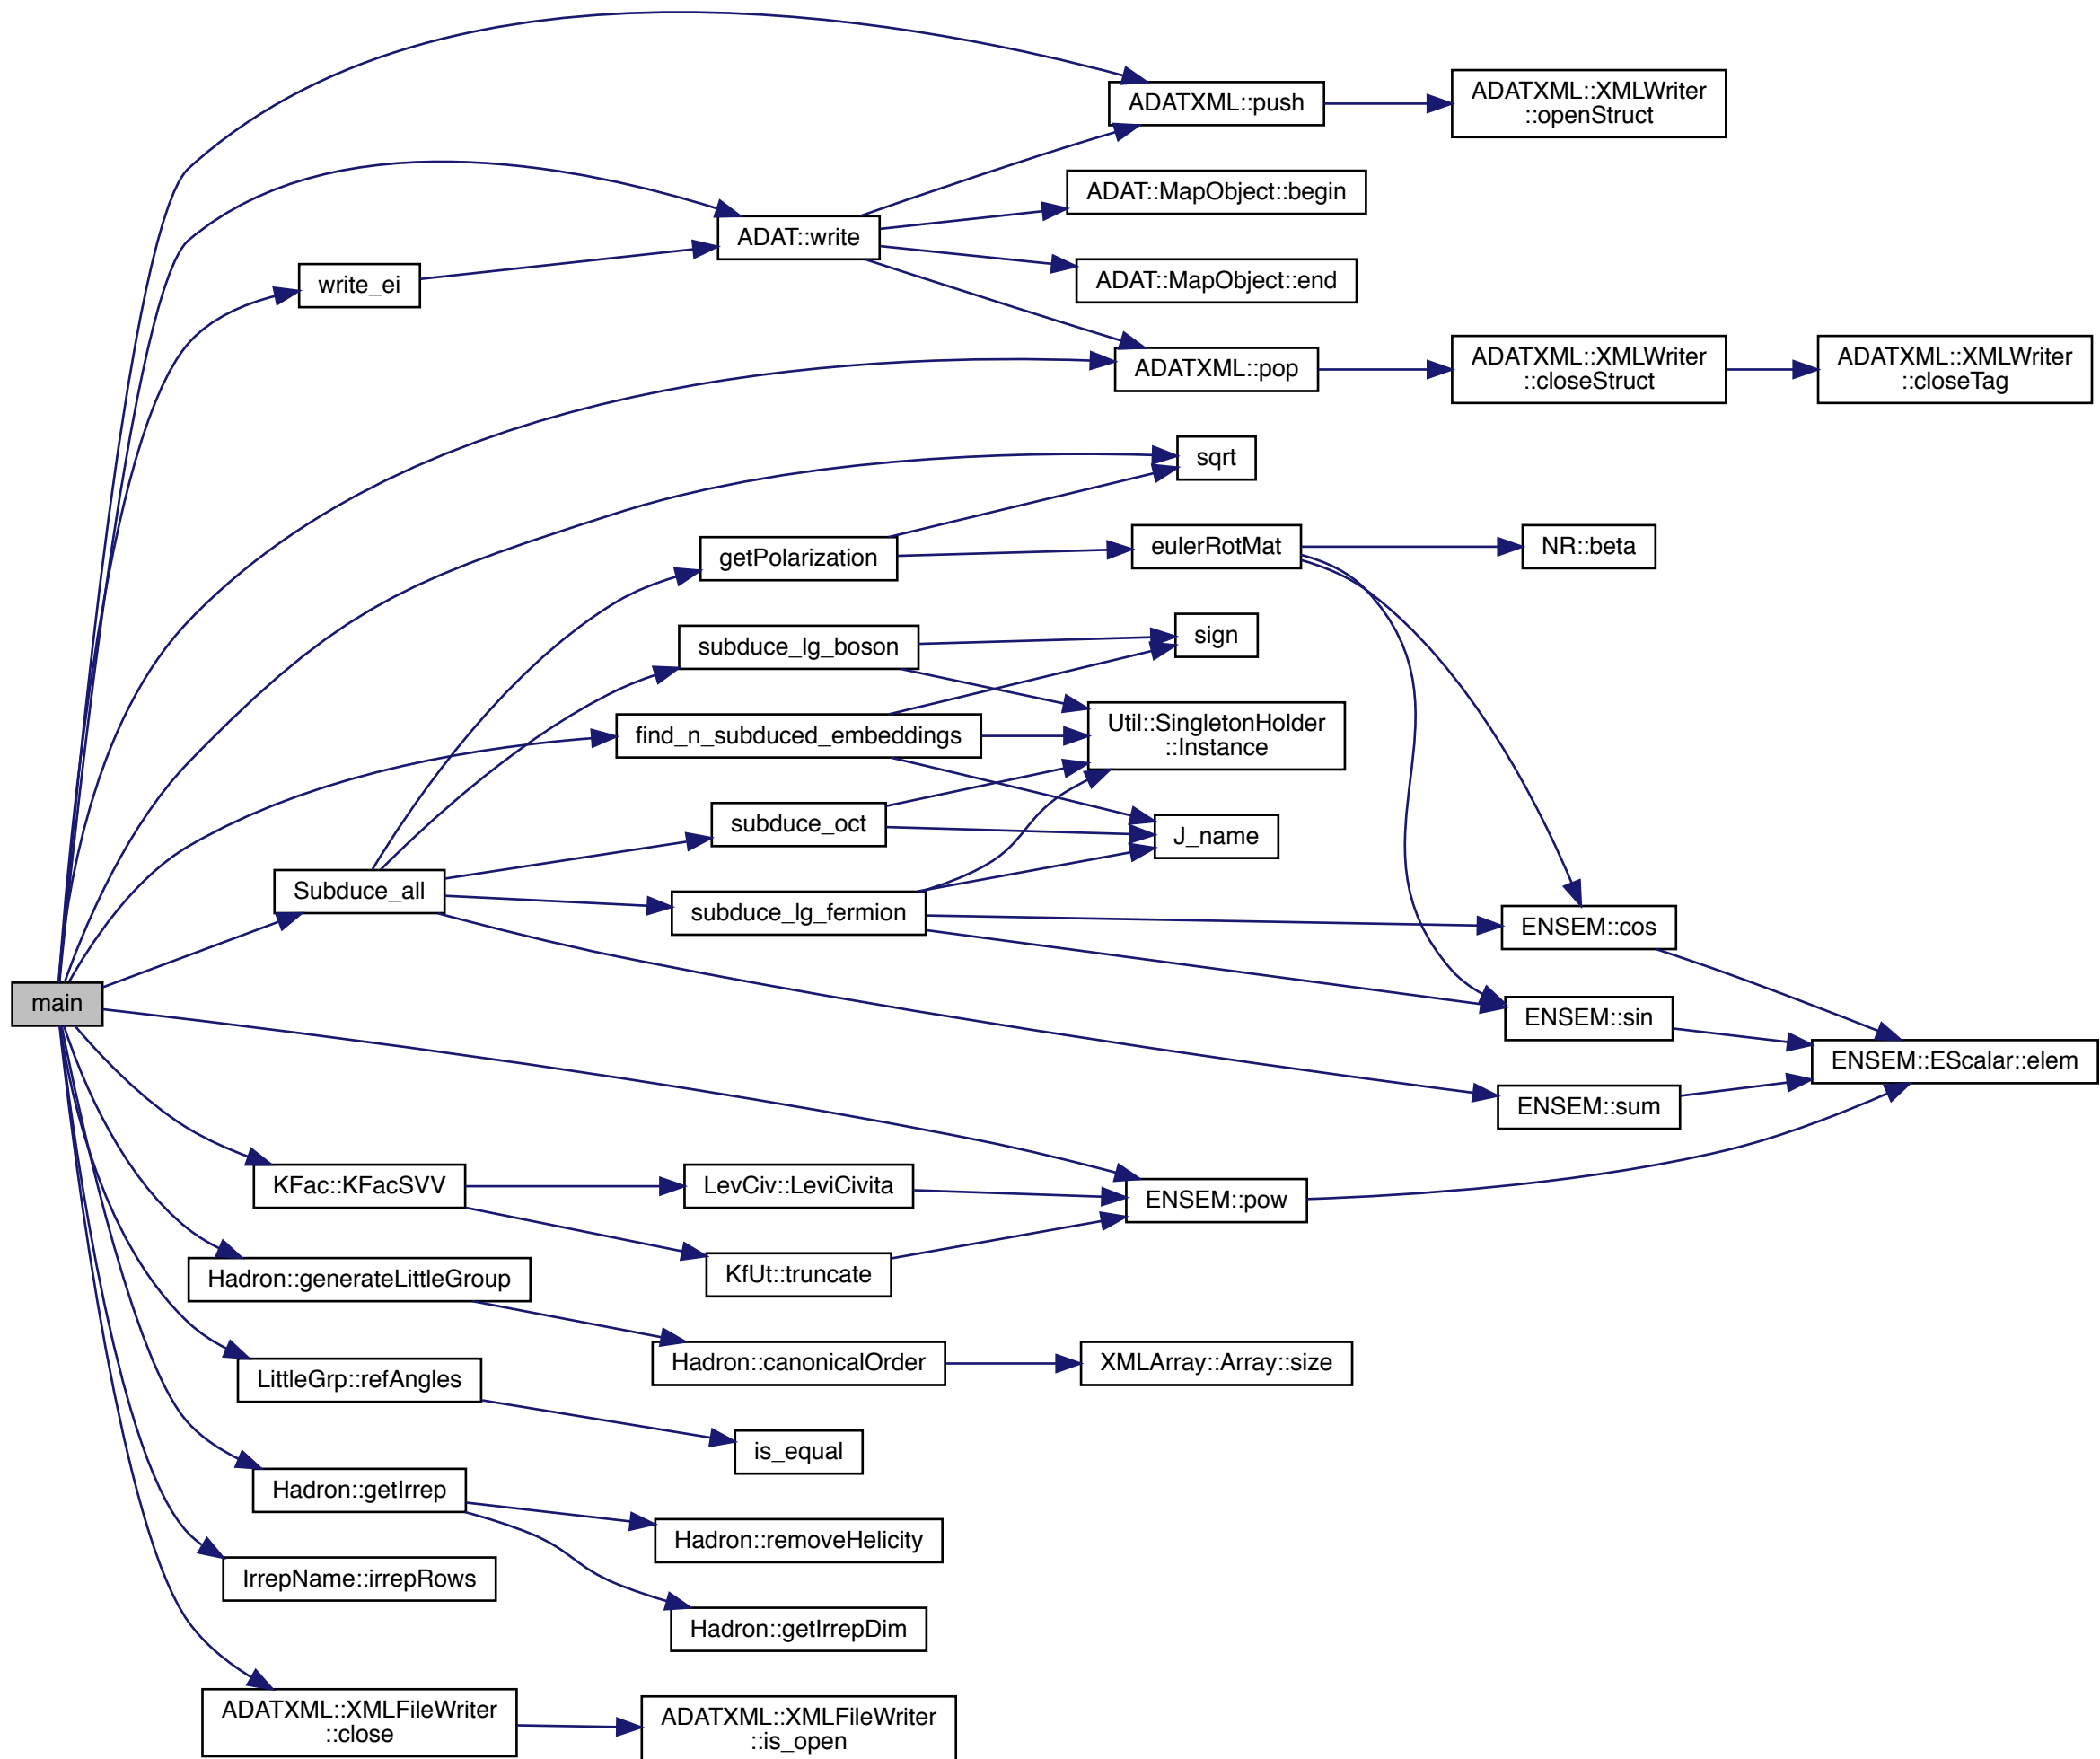 ADATXML::XMLWriter
::openStruct
ADATXML::push
ADAT::MapObject::begin
ADAT::write
ADAT::MapObject::end
write_ei
ADATXML::pop
ADATXML::XMLWriter
::closeStruct
ADATXML::XMLWriter
::closeTag
sqrt
getPolarization
eulerRotMat
NR::beta
sign
subduce_lg_boson
find_n_subduced_embeddings
Util::SingletonHolder
::Instance
subduce_oct
J_name
Subduce_all
subduce_lg_fermion
ENSEM::cos
main
ENSEM::sin
ENSEM::EScalar::elem
ENSEM::sum
KFac::KFacSVV
LevCiv::LeviCivita
ENSEM::pow
Hadron::generateLittleGroup
KfUt::truncate
LittleGrp::refAngles
Hadron::canonicalOrder
XMLArray::Array::size
is_equal
Hadron::getIrrep
Hadron::removeHelicity
IrrepName::irrepRows
Hadron::getIrrepDim
ADATXML::XMLFileWriter
::close
ADATXML::XMLFileWriter
::is_open